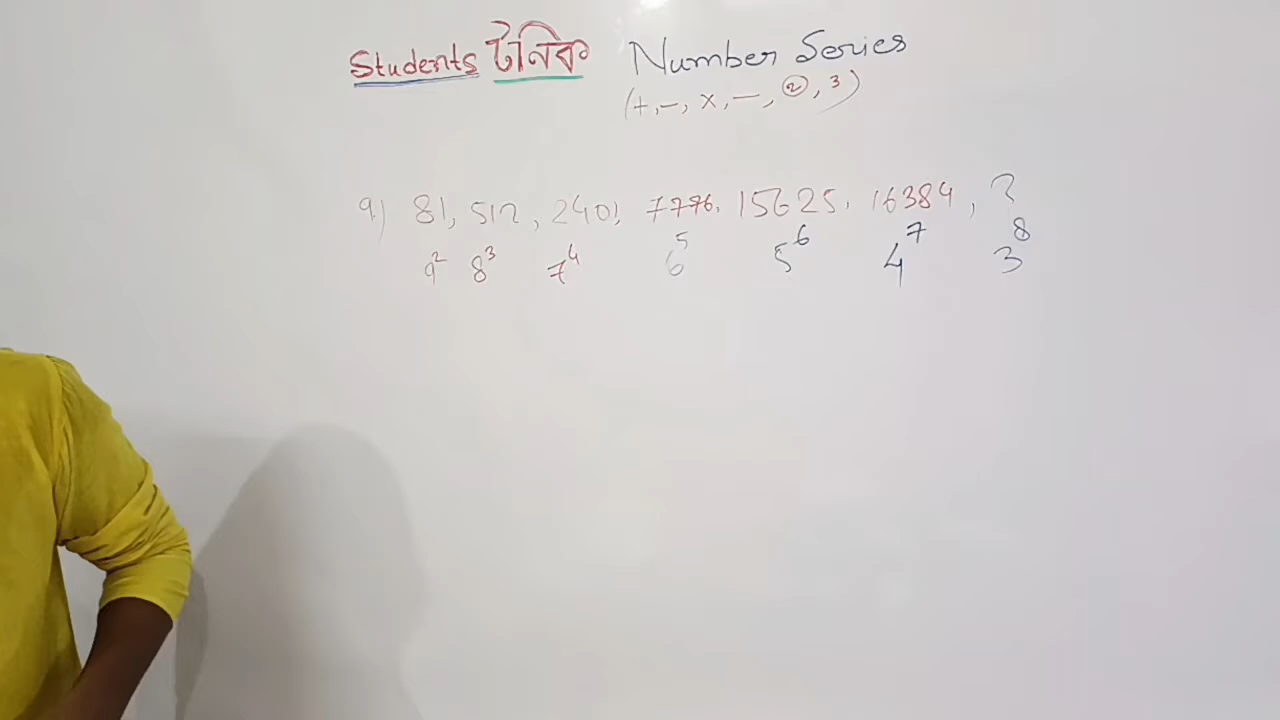 Students টনিক Number Series
(+, -, x, -, ②, ³)
9) 81, 512, 2401, 7776, 15625, 16384, ?
9² 8³ 7⁴ 6⁵ 5⁶ 4⁷ 3⁸